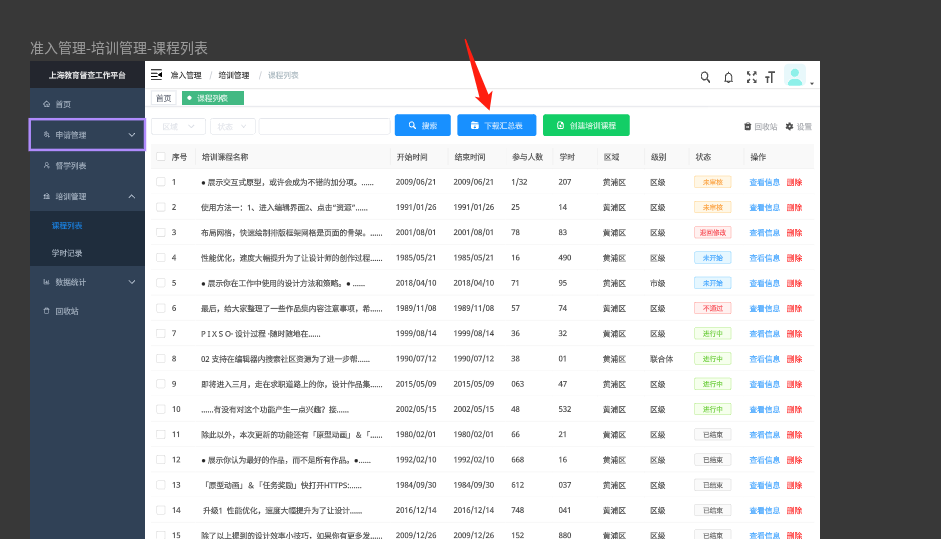 准入管理-培训管理-课程列表
上海教育督查工作平台
准入管理 / 培训管理 / 课程列表
首页
申请管理
督学列表
培训管理
课程列表
学时记录
数据统计
回收站
首页 课程列表
区域 状态 搜索 下载汇总表 创建培训课程 回收站 设置
序号 培训课程名称 开始时间 结束时间 参与人数 学时 区域 级别 状态 操作
1 ● 展示交互式原型，或许会成为不错的加分项。...... 2009/06/21 2009/06/21 1/32 207 黄浦区 区级 未审核 查看信息 删除
2 使用方法一：1、进入编辑界面2、点击“资源”...... 1991/01/26 1991/01/26 25 14 黄浦区 区级 未审核 查看信息 删除
3 布局网格，快速绘制排版框架网格是页面的骨架。...... 2001/08/01 2001/08/01 78 83 黄浦区 区级 返回修改 查看信息 删除
4 性能优化，速度大幅提升为了让设计师的创作过程...... 1985/05/21 1985/05/21 16 490 黄浦区 区级 未开始 查看信息 删除
5 ● 展示你在工作中使用的设计方法和策略。● ...... 2018/04/10 2018/04/10 71 95 黄浦区 市级 未开始 查看信息 删除
6 最后，给大家整理了一些作品集内容注意事项，希...... 1989/11/08 1989/11/08 57 74 黄浦区 区级 不通过 查看信息 删除
7 P I X S O· 设计过程 ·随时随地在...... 1999/08/14 1999/08/14 36 32 黄浦区 区级 进行中 查看信息 删除
8 02 支持在编辑器内搜索社区资源为了进一步帮...... 1990/07/12 1990/07/12 38 01 黄浦区 联合体 进行中 查看信息 删除
9 即将进入三月，走在求职道路上的你，设计作品集...... 2015/05/09 2015/05/09 063 47 黄浦区 区级 进行中 查看信息 删除
10 ......有没有对这个功能产生一点兴趣？接...... 2002/05/15 2002/05/15 48 532 黄浦区 区级 进行中 查看信息 删除
11 除此以外，本次更新的功能还有「原型动画」＆「...... 1980/02/01 1980/02/01 66 21 黄浦区 区级 已结束 查看信息 删除
12 ● 展示你认为最好的作品，而不是所有作品。●...... 1992/02/10 1992/02/10 668 16 黄浦区 区级 已结束 查看信息 删除
13 「原型动画」＆「任务奖励」快打开HTTPS:...... 1984/09/30 1984/09/30 612 037 黄浦区 区级 已结束 查看信息 删除
14 升级1 性能优化，速度大幅提升为了让设计...... 2016/12/14 2016/12/14 748 041 黄浦区 区级 已结束 查看信息 删除
15 除了以上提到的设计效率小技巧，如果你有更多发...... 2009/12/26 2009/12/26 152 880 黄浦区 区级 已结束 查看信息 删除